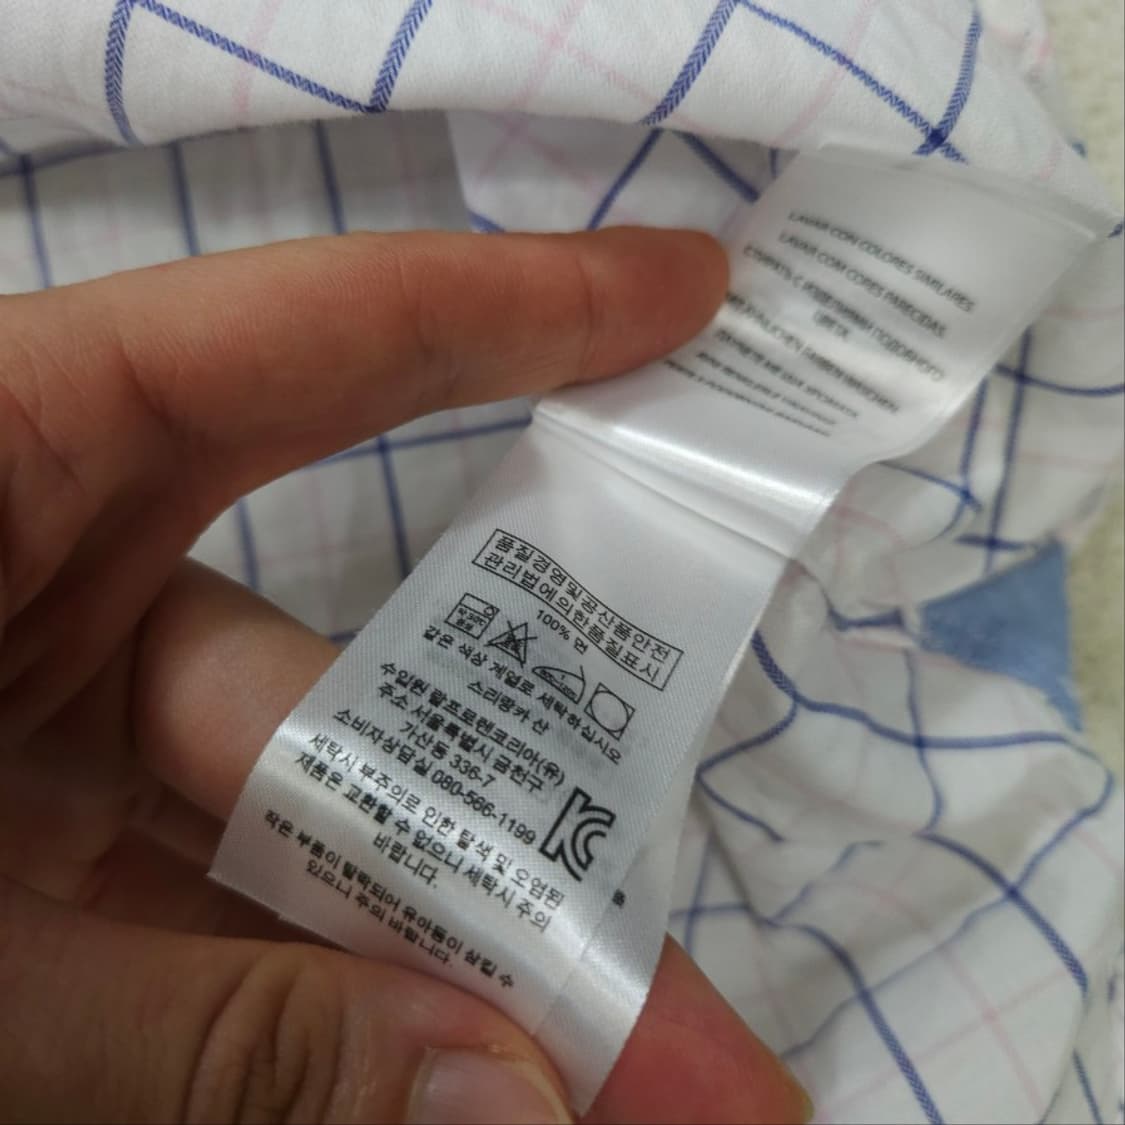 LAVAR CON COLORES SIMILARES
LAVAR COM CORES PARECIDAS
СТИРАТЬ С ИЗДЕЛИЯМИ ПОДОБНОГО
ЦВЕТА
품질경영및공산품안전
관리법에의한품질표시
100% 면
같은 색상 계열로 세탁하십시오
스리랑카 산
수입원 랄프로렌코리아(유)
주소 서울특별시 금천구
가산동 336-7
소비자상담실 080-566-1199
세탁시 부주의로 인한 탈색 및 오염된
제품은 교환할 수 없으니 세탁시 주의
바랍니다.
작은 부품이 탈락되어 유아들이 삼킬 수
있으니 주의 바랍니다.